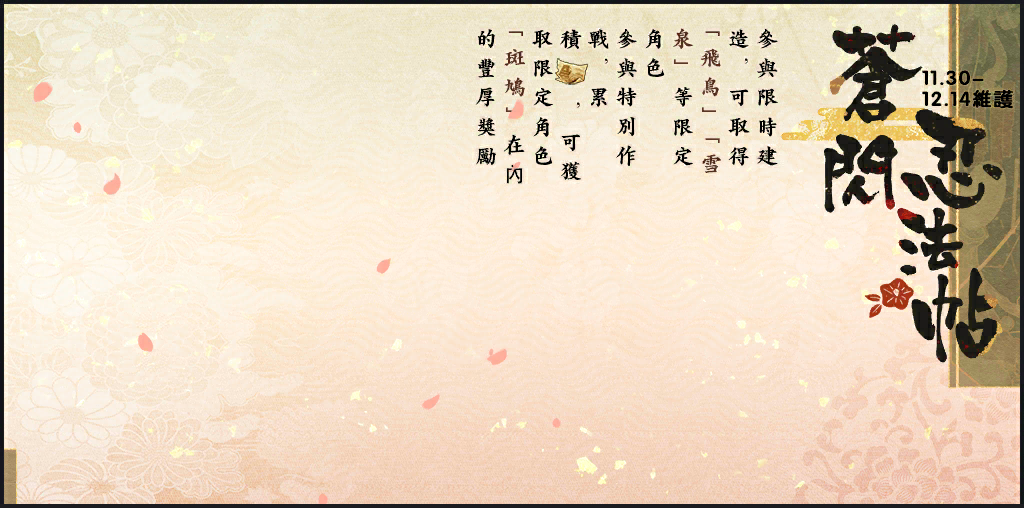 蒼閃
忍法帖
11.30–
12.14維護
參與限時建
造，可取得
「飛鳥」「雪
泉」等限定
角色
參與特別作
戰，累
積，可獲
取限定角色
「斑鳩」在內
的豐厚獎勵